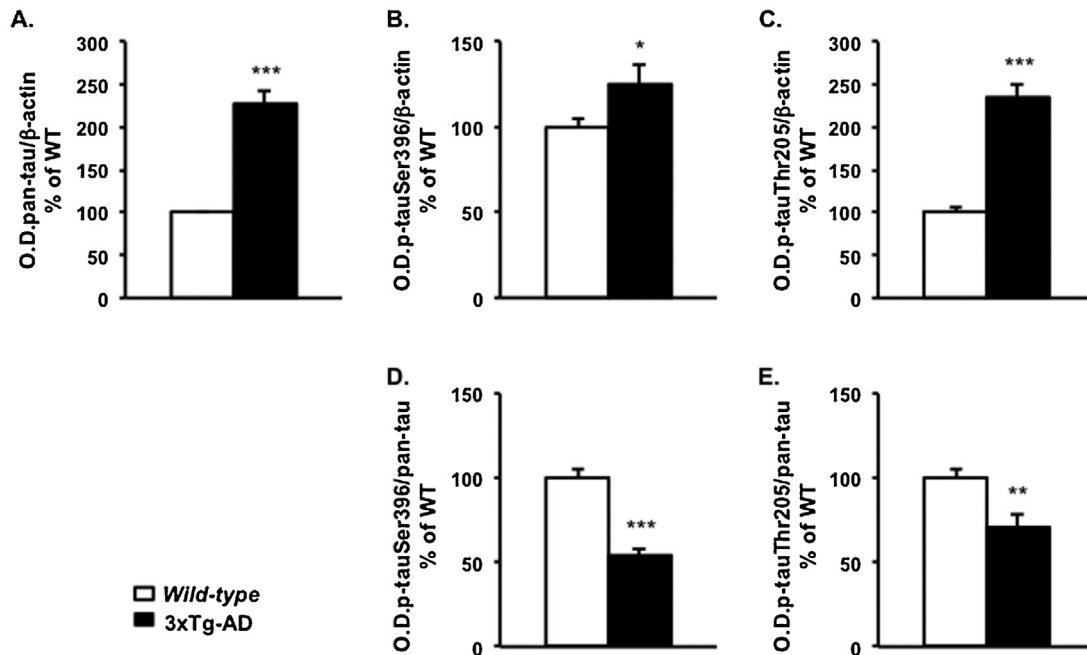 A.
O.D.pan-tau/β-actin
% of WT
300
250
200
150
100
50
0
***
B.
O.D.p-tauSer396/β-actin
% of WT
150
100
50
0
*
C.
O.D.p-tauThr205/β-actin
% of WT
300
250
200
150
100
50
0
***
D.
O.D.p-tauSer396/pan-tau
% of WT
150
100
50
0
***
E.
O.D.p-tauThr205/pan-tau
% of WT
150
100
50
0
**
Wild-type
3xTg-AD